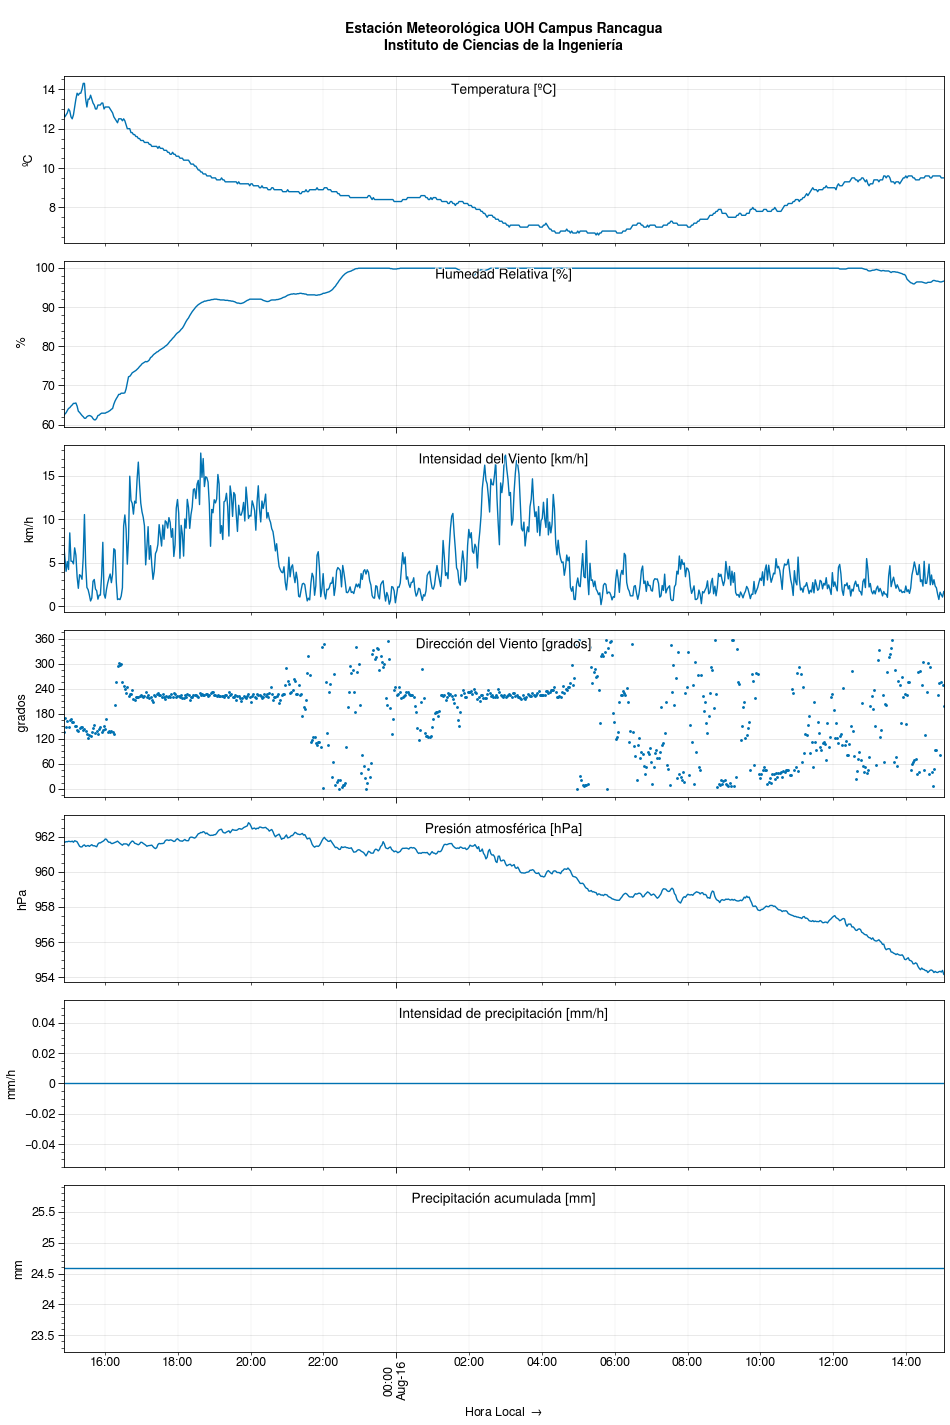 Estación Meteorológica UOH Campus Rancagua
Instituto de Ciencias de la Ingeniería
Temperatura [ºC]
14
12
10
8
ºC
Humedad Relativa [%]
100
90
80
70
60
%
Intensidad del Viento [km/h]
15
10
5
0
km/h
Dirección del Viento [grados]
360
300
240
180
120
60
0
grados
Presión atmosférica [hPa]
962
960
958
956
954
hPa
Intensidad de precipitación [mm/h]
0.04
0.02
0
−0.02
−0.04
mm/h
Precipitación acumulada [mm]
25.5
25
24.5
24
23.5
mm
16:00 18:00 20:00 22:00 00:00 02:00 04:00 06:00 08:00 10:00 12:00 14:00
Aug-16
Hora Local →